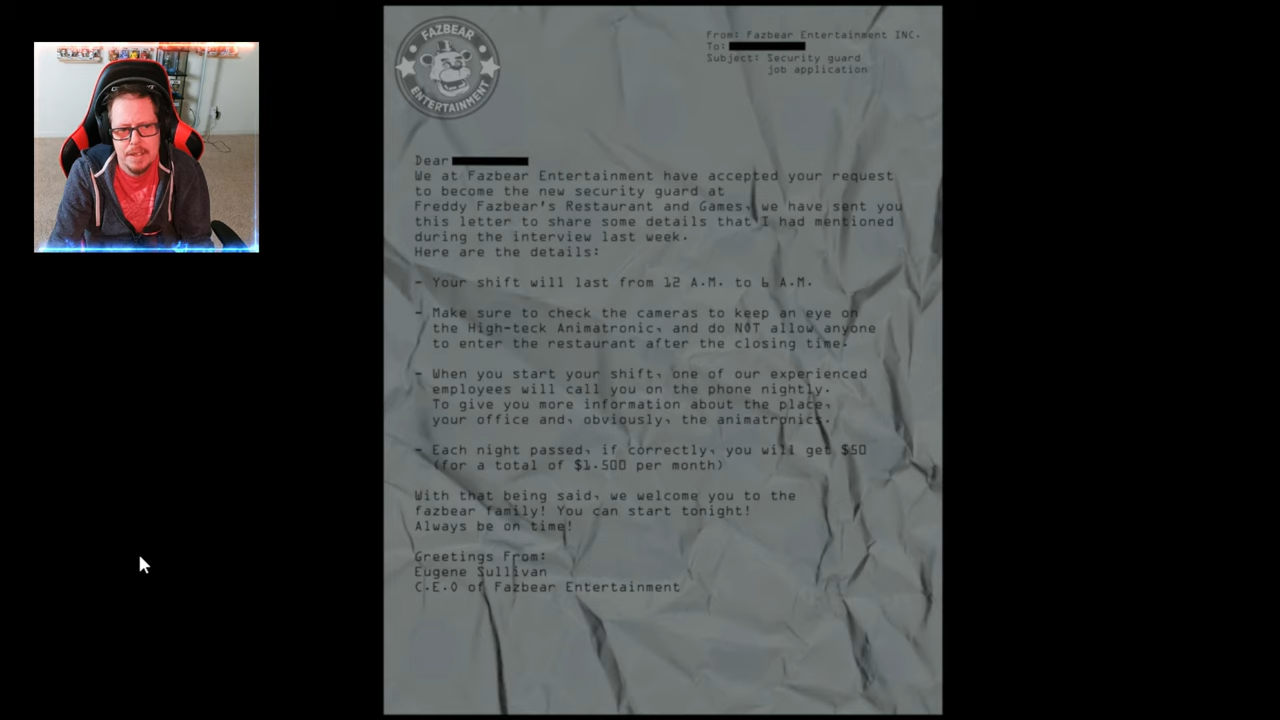 FAZBEAR
ENTERTAINMENT
From: Fazbear Entertainment INC.
To:
Subject: Security guard
job application
Dear
We at Fazbear Entertainment have accepted your request
to become the new security guard at
Freddy Fazbear's Restaurant and Games, we have sent you
this letter to share some details that I had mentioned
during the interview last week.
Here are the details:
- Your shift will last from 12 A.M. to 6 A.M.
- Make sure to check the cameras to keep an eye on
the High-teck Animatronic, and do NOT allow anyone
to enter the restaurant after the closing time.
- When you start your shift, one of our experienced
employees will call you on the phone nightly.
To give you more information about the place,
your office and, obviously, the animatronics.
- Each night passed, if correctly, you will get $50
(for a total of $1.500 per month)
With that being said, we welcome you to the
fazbear family! You can start tonight!
Always be on time!
Greetings From:
Eugene Sullivan
C.E.O of Fazbear Entertainment